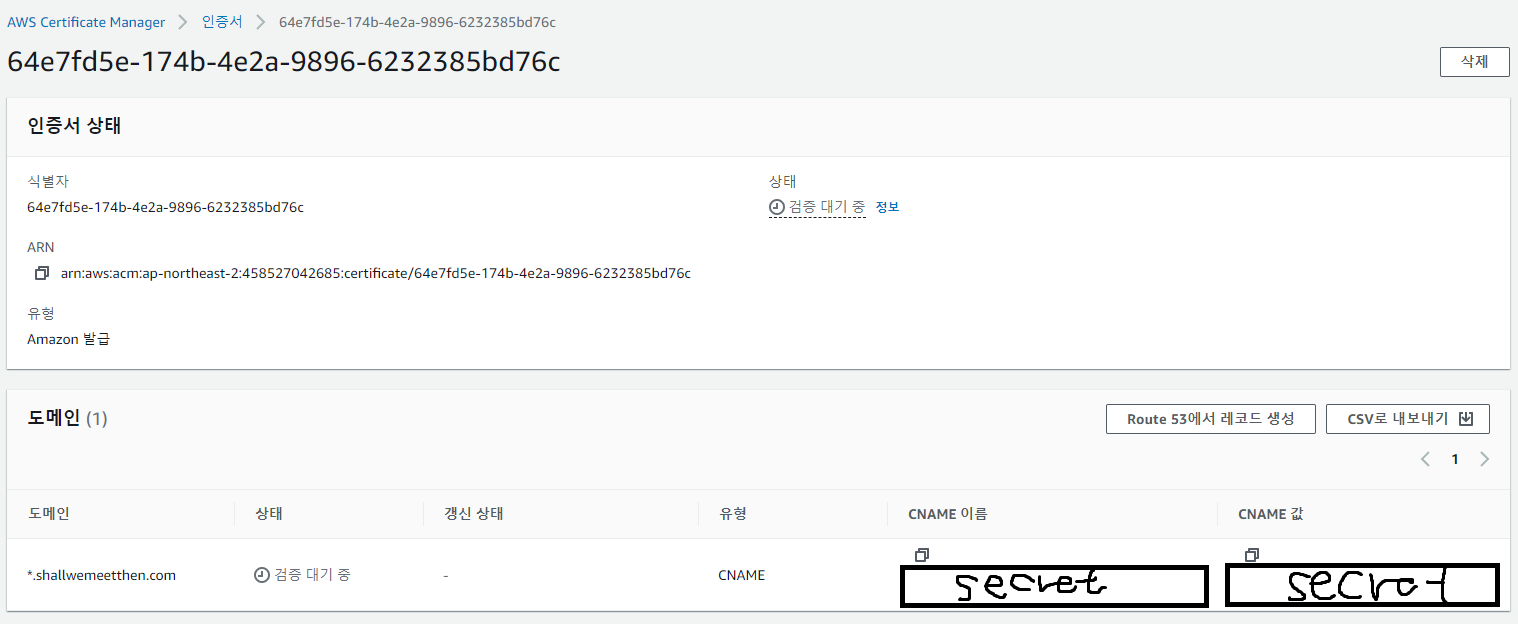 AWS Certificate Manager > 인증서 > 64e7fd5e-174b-4e2a-9896-6232385bd76c
64e7fd5e-174b-4e2a-9896-6232385bd76c
삭제
인증서 상태
식별자
64e7fd5e-174b-4e2a-9896-6232385bd76c
상태
검증 대기 중 정보
ARN
arn:aws:acm:ap-northeast-2:458527042685:certificate/64e7fd5e-174b-4e2a-9896-6232385bd76c
유형
Amazon 발급
도메인 (1)
Route 53에서 레코드 생성
CSV로 내보내기
1
도메인 상태 갱신 상태 유형 CNAME 이름 CNAME 값
*.shallwemeetthen.com 검증 대기 중 - CNAME secret secret